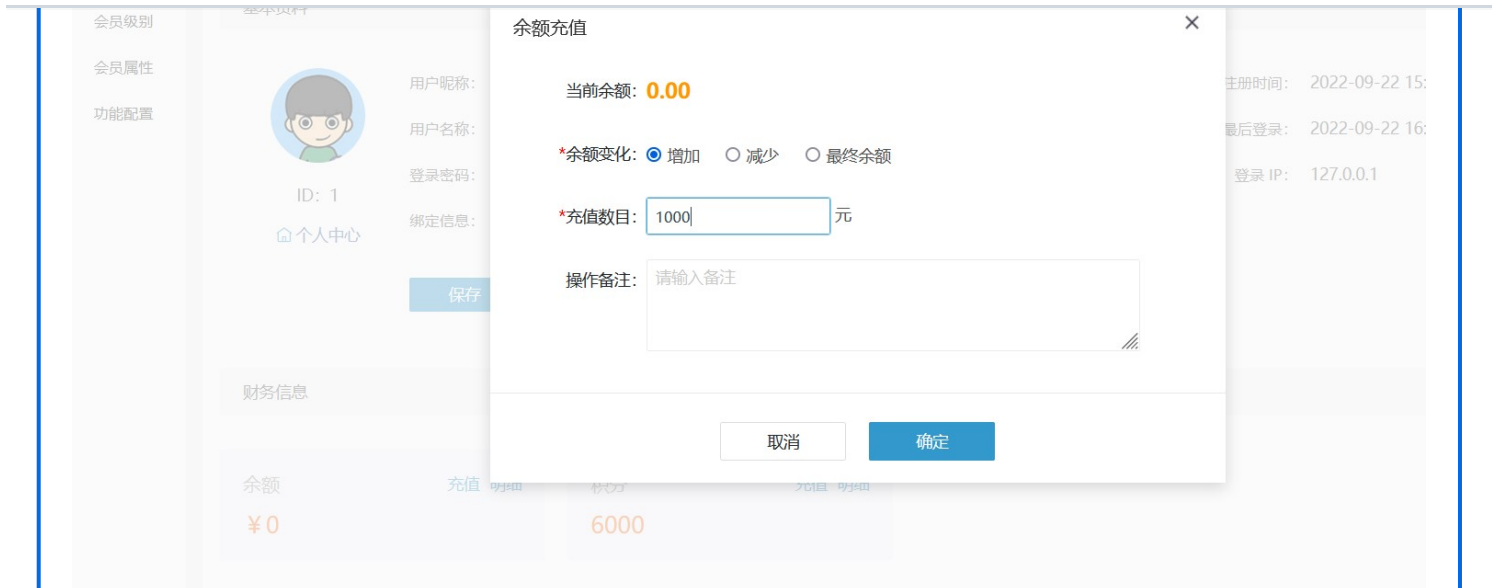 会员级别
基本资料
余额充值
会员属性
用户昵称:
当前余额: 0.00
注册时间: 2022-09-22 15:
功能配置
用户名称:
*余额变化: 增加 减少 最终余额
最后登录: 2022-09-22 16:
登录密码:
登录 IP: 127.0.0.1
ID: 1
*充值数目: 1000 元
绑定信息:
个人中心
操作备注: 请输入备注
保存
财务信息
取消 确定
余额 充值 明细 积分 充值 明细
¥0 6000